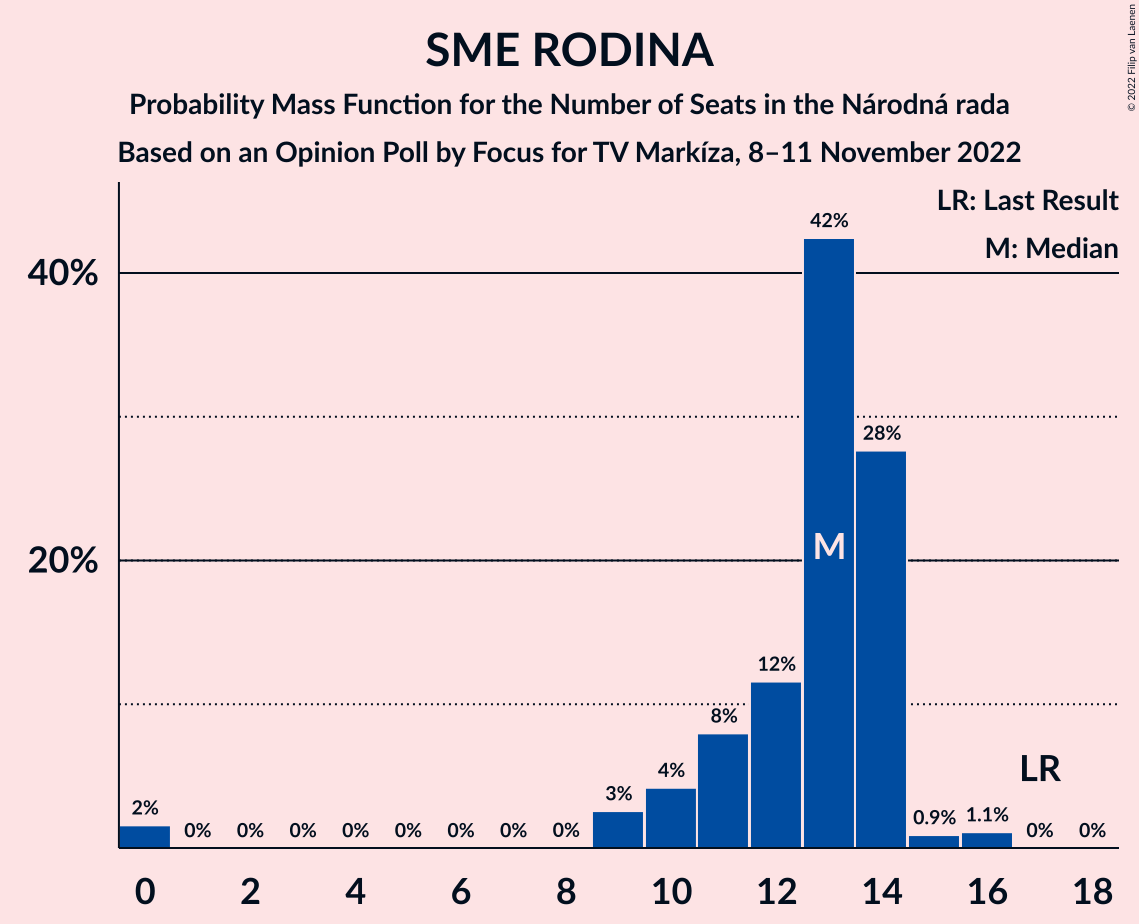 SME RODINA
Probability Mass Function for the Number of Seats in the Národná rada
Based on an Opinion Poll by Focus for TV Markíza, 8–11 November 2022
© 2022 Filip van Laenen
LR: Last Result
M: Median
40%
20%
2%
0%
0%
0%
0%
0%
0%
0%
0%
3%
4%
8%
12%
42%
28%
0.9%
1.1%
0%
0%
M
LR
0 2 4 6 8 10 12 14 16 18